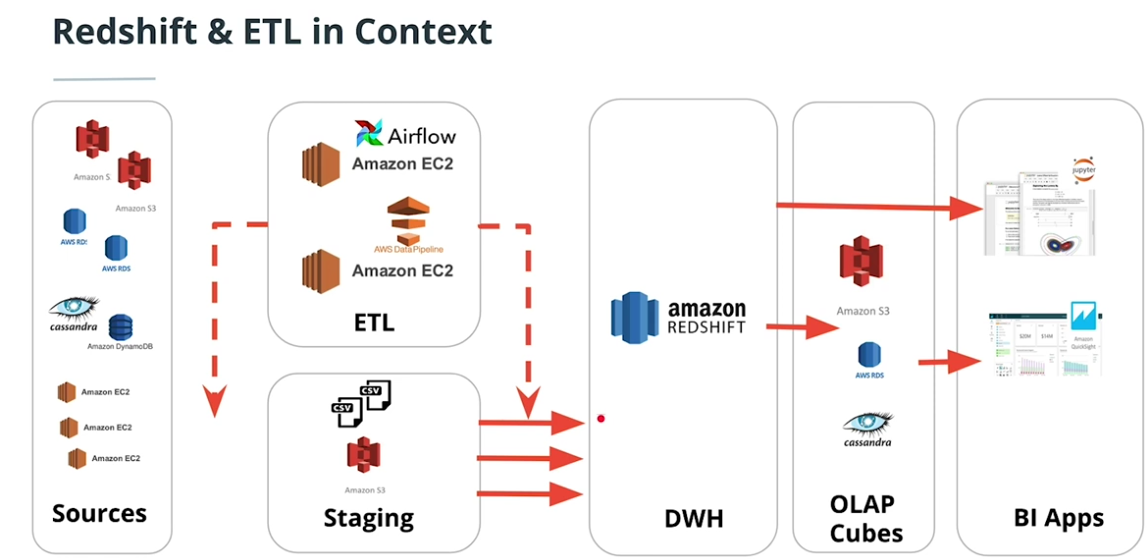 Redshift & ETL in Context
Amazon S
Amazon S3
AWS RDS
AWS RDS
cassandra
Amazon DynamoDB
Amazon EC2
Amazon EC2
Amazon EC2
Sources
Airflow
Amazon EC2
AWS Data Pipeline
Amazon EC2
ETL
CSV
CSV
Amazon S3
Staging
amazon
REDSHIFT
DWH
Amazon S3
AWS RDS
cassandra
OLAP
Cubes
jupyter
Amazon
QuickSight
$20M
$14M
BI Apps